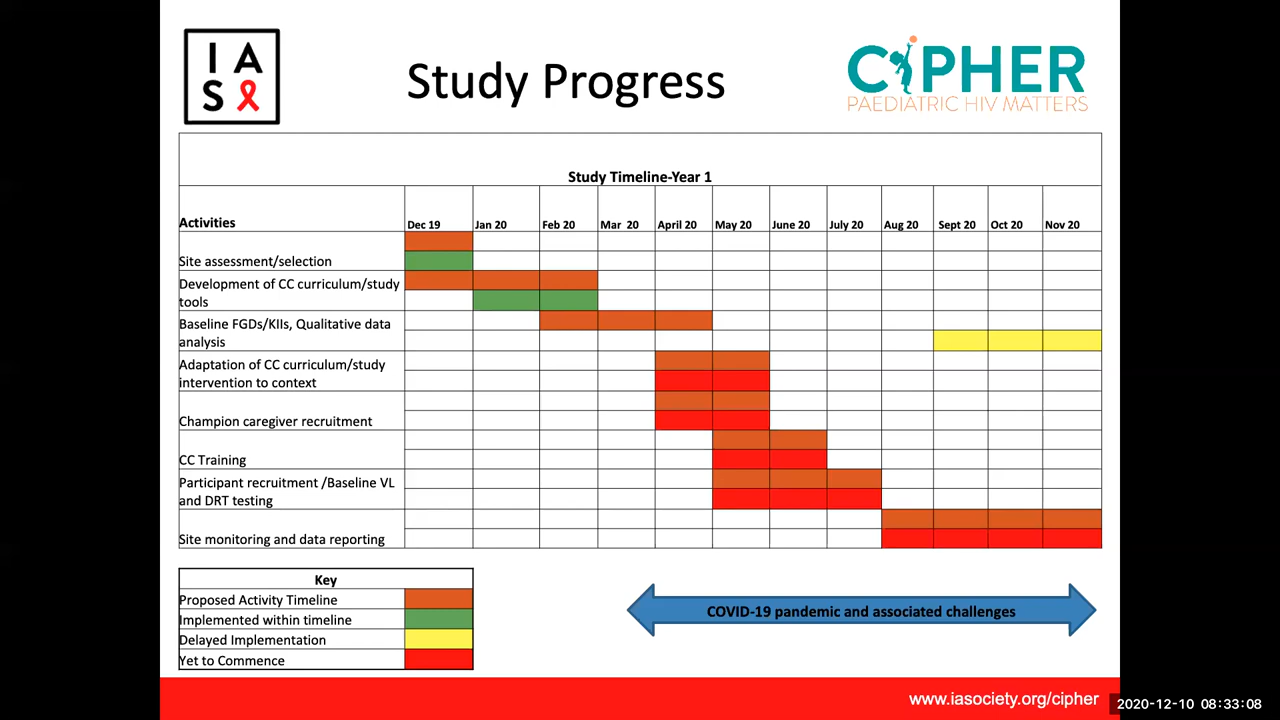 I A
S
Study Progress
CIPHER
PAEDIATRIC HIV MATTERS
Study Timeline-Year 1
Activities
Dec 19 Jan 20 Feb 20 Mar 20 April 20 May 20 June 20 July 20 Aug 20 Sept 20 Oct 20 Nov 20
Site assessment/selection
Development of CC curriculum/study
tools
Baseline FGDs/KIIs, Qualitative data
analysis
Adaptation of CC curriculum/study
intervention to context
Champion caregiver recruitment
CC Training
Participant recruitment /Baseline VL
and DRT testing
Site monitoring and data reporting
Key
Proposed Activity Timeline
Implemented within timeline
Delayed Implementation
Yet to Commence
COVID-19 pandemic and associated challenges
www.iasociety.org/cipher
2020-12-10 08:33:08